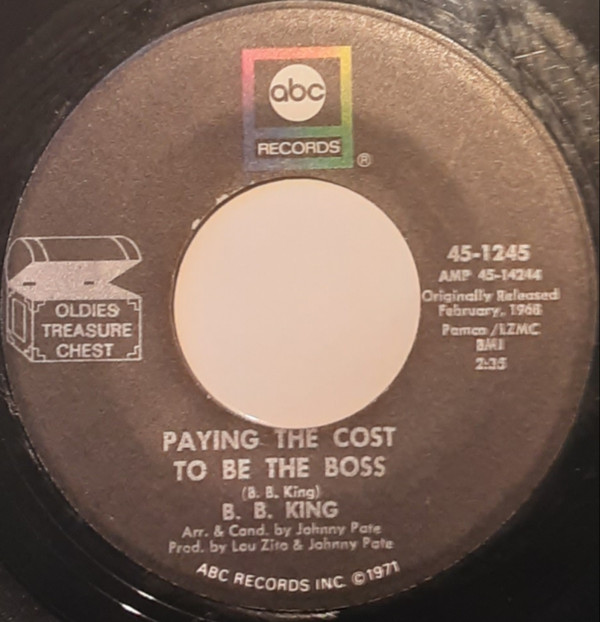 abc
RECORDS
®
OLDIES
TREASURE
CHEST
45-1245
AMP 45-14244
Originally Released
February, 1968
Pamco/LZMC
BMI
2:35
PAYING THE COST
TO BE THE BOSS
(B. B. King)
B. B. KING
Arr. & Cond. by Johnny Pate
Prod. by Lou Zito & Johnny Pate
ABC RECORDS INC. ©1971